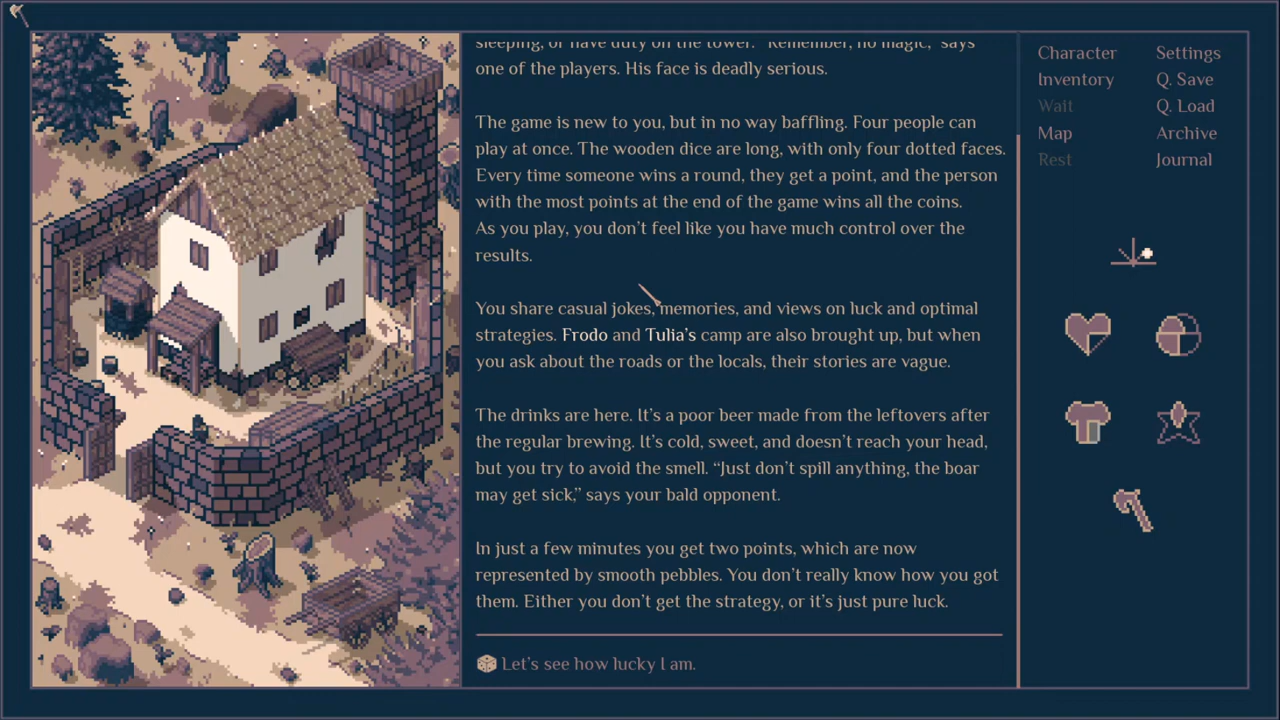 sleeping, or have duty on the tower. “Remember, no magic,” says
one of the players. His face is deadly serious.
The game is new to you, but in no way baffling. Four people can
play at once. The wooden dice are long, with only four dotted faces.
Every time someone wins a round, they get a point, and the person
with the most points at the end of the game wins all the coins.
As you play, you don’t feel like you have much control over the
results.
You share casual jokes, memories, and views on luck and optimal
strategies. Frodo and Tulia’s camp are also brought up, but when
you ask about the roads or the locals, their stories are vague.
The drinks are here. It’s a poor beer made from the leftovers after
the regular brewing. It’s cold, sweet, and doesn’t reach your head,
but you try to avoid the smell. “Just don’t spill anything, the boar
may get sick,” says your bald opponent.
In just a few minutes you get two points, which are now
represented by smooth pebbles. You don’t really know how you got
them. Either you don’t get the strategy, or it’s just pure luck.
Let’s see how lucky I am.
Character
Inventory
Wait
Map
Rest
Settings
Q. Save
Q. Load
Archive
Journal